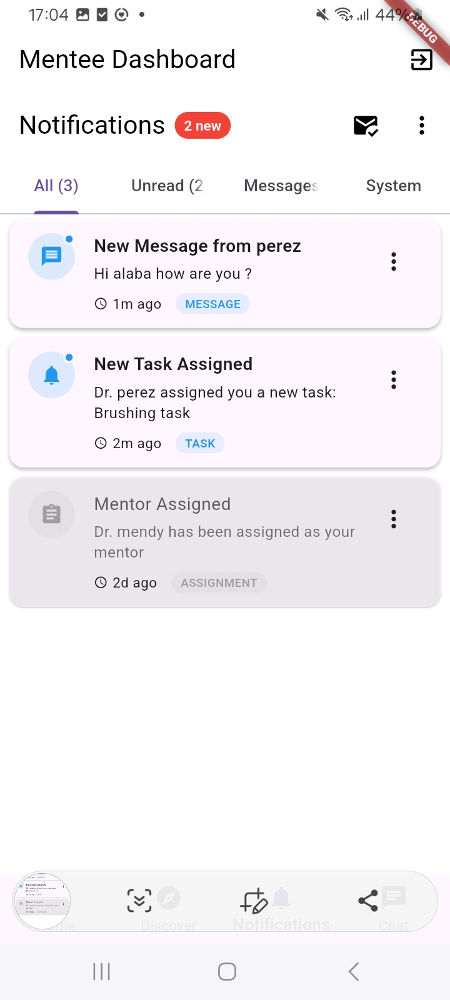 17:04
44%
DEBUG
Mentee Dashboard
Notifications
2 new
All (3)
Unread (2
Messages
System
New Message from perez
Hi alaba how are you ?
1m ago
MESSAGE
New Task Assigned
Dr. perez assigned you a new task:
Brushing task
2m ago
TASK
Mentor Assigned
Dr. mendy has been assigned as your
mentor
2d ago
ASSIGNMENT
Discover
Notifications
Chat